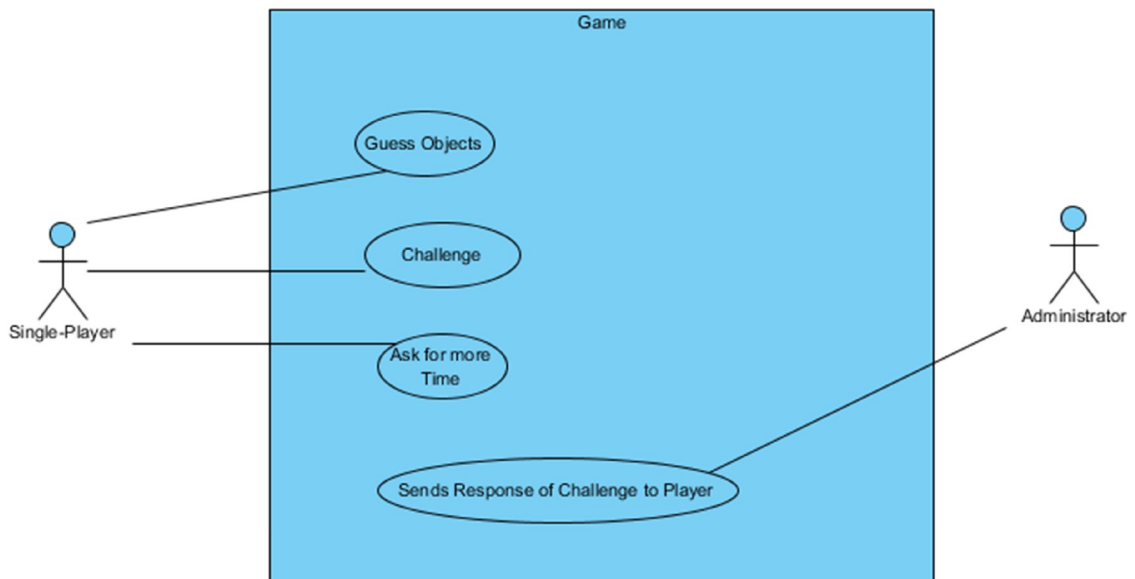 Game
Guess Objects
Challenge
Single-Player
Administrator
Ask for more
Time
Sends Response of Challenge to Player